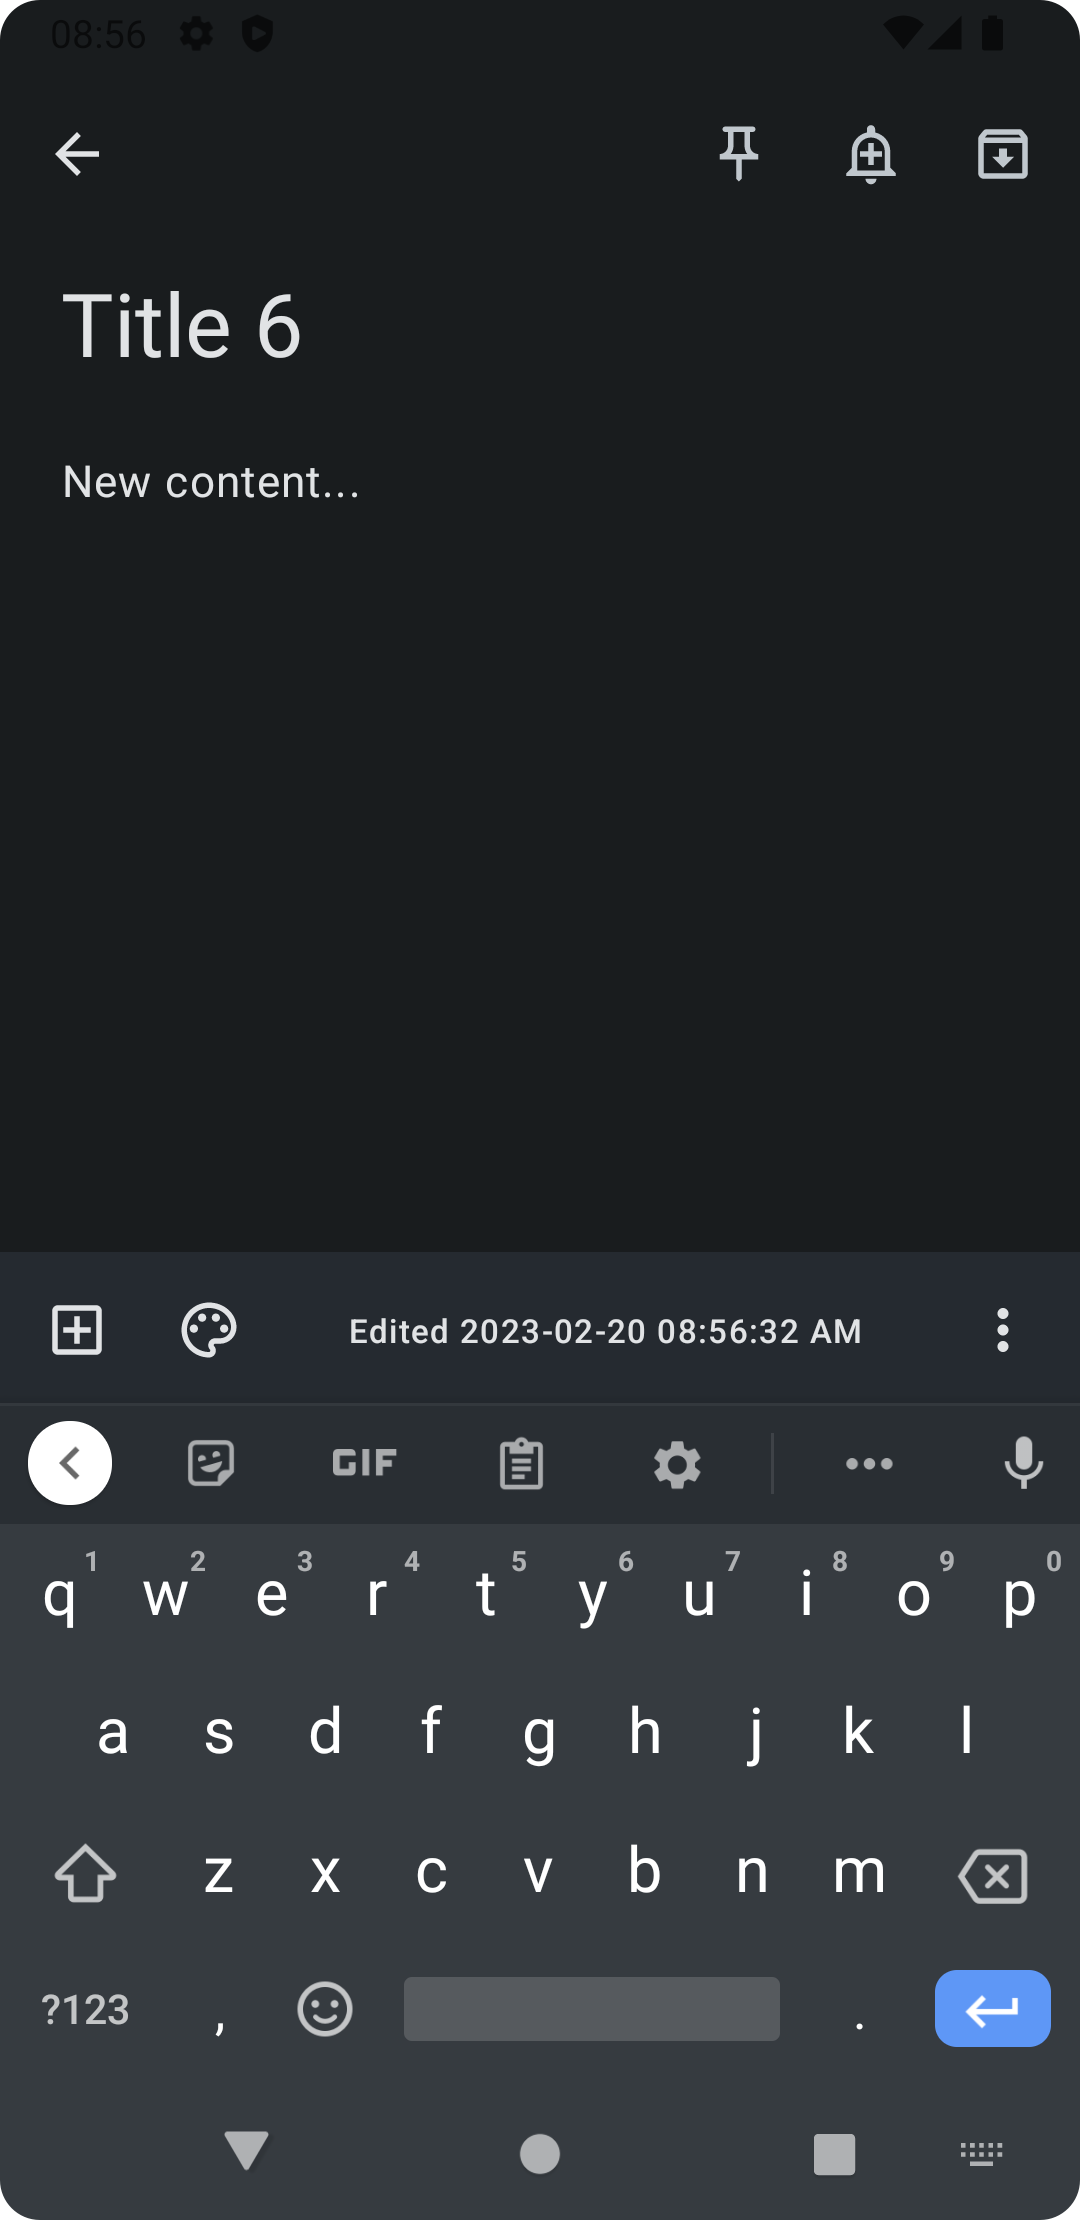 08:56
Title 6
New content...
Edited 2023-02-20 08:56:32 AM
GIF
q 1 w 2 e 3 r 4 t 5 y 6 u 7 i 8 o 9 p 0
a s d f g h j k l
z x c v b n m
?123 , .